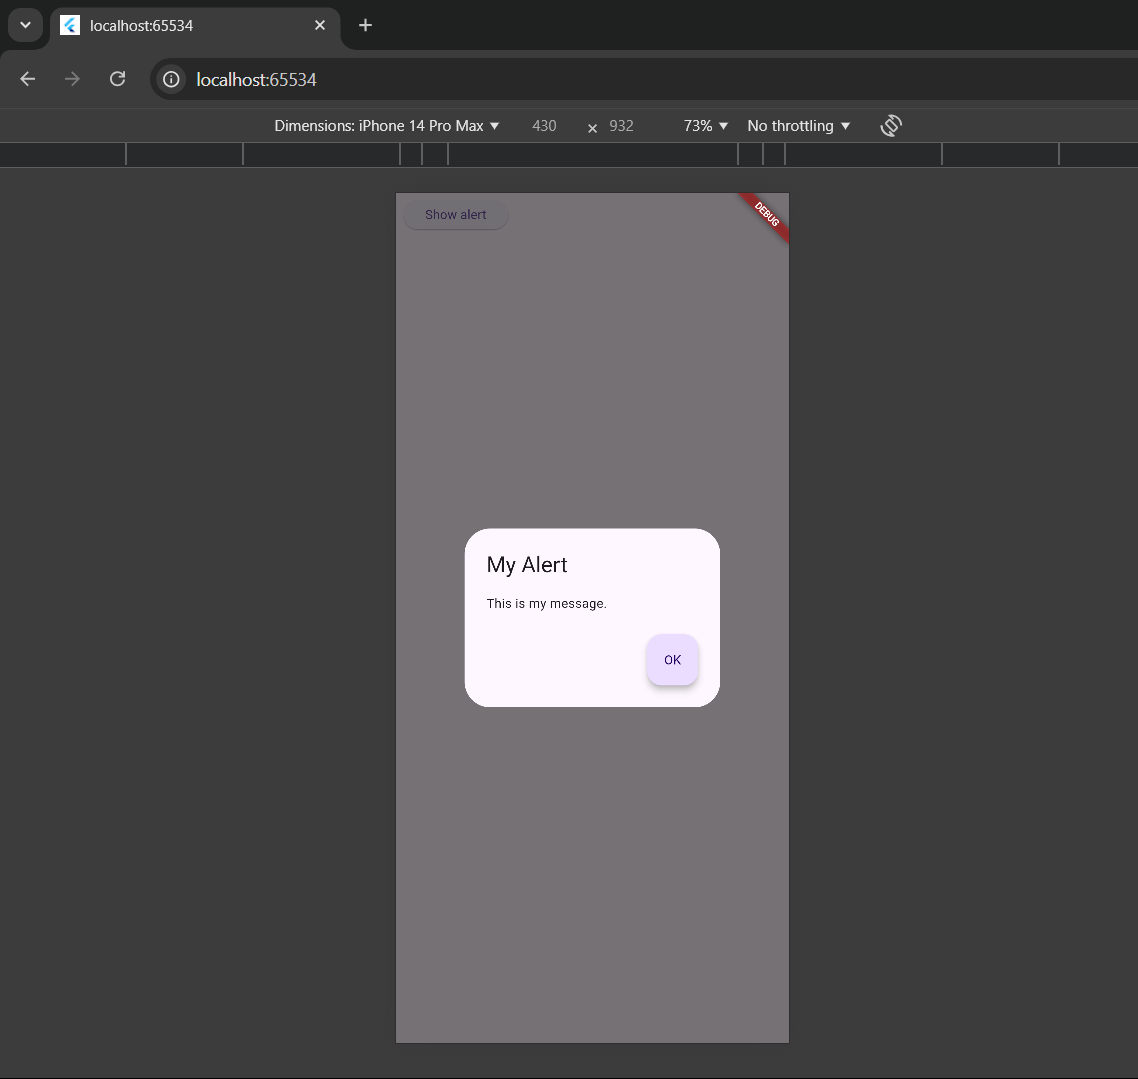 localhost:65534
localhost:65534
Dimensions: iPhone 14 Pro Max 430 × 932 73% No throttling
Show alert
DEBUG
My Alert
This is my message.
OK